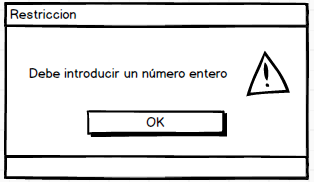 Restriccion
Debe introducir un número entero
!
OK